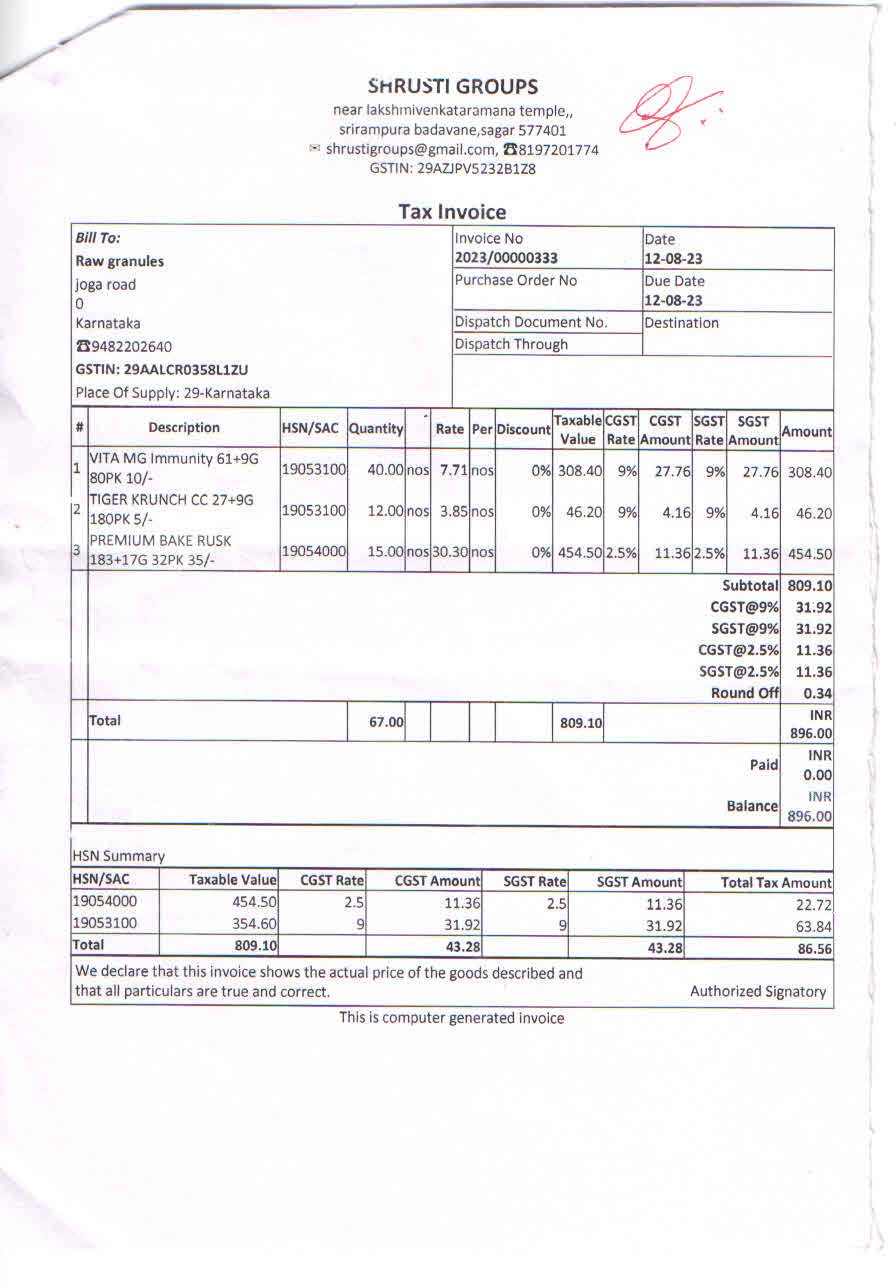 SHRUSTI GROUPS
near lakshmivenkataramana temple,,
srirampura badavane,sagar 577401
✉ shrustigroups@gmail.com, ☎8197201774
GSTIN: 29AZJPV5232B1Z8
Tax Invoice
Bill To:
Raw granules
joga road
0
Karnataka
☎9482202640
GSTIN: 29AALCR0358L1ZU
Place Of Supply: 29-Karnataka
Invoice No
2023/00000333
Date
12-08-23
Purchase Order No
Due Date
12-08-23
Dispatch Document No.
Destination
Dispatch Through
# Description HSN/SAC Quantity Rate Per Discount Taxable Value CGST Rate CGST Amount SGST Rate SGST Amount Amount
1 VITA MG Immunity 61+9G 80PK 10/- 19053100 40.00 nos 7.71 nos 0% 308.40 9% 27.76 9% 27.76 308.40
2 TIGER KRUNCH CC 27+9G 180PK 5/- 19053100 12.00 nos 3.85 nos 0% 46.20 9% 4.16 9% 4.16 46.20
3 PREMIUM BAKE RUSK 183+17G 32PK 35/- 19054000 15.00 nos 30.30 nos 0% 454.50 2.5% 11.36 2.5% 11.36 454.50
Subtotal 809.10
CGST@9% 31.92
SGST@9% 31.92
CGST@2.5% 11.36
SGST@2.5% 11.36
Round Off 0.34
Total 67.00 809.10 INR 896.00
Paid INR 0.00
Balance INR 896.00
HSN Summary
HSN/SAC Taxable Value CGST Rate CGST Amount SGST Rate SGST Amount Total Tax Amount
19054000 454.50 2.5 11.36 2.5 11.36 22.72
19053100 354.60 9 31.92 9 31.92 63.84
Total 809.10 43.28 43.28 86.56
We declare that this invoice shows the actual price of the goods described and
that all particulars are true and correct.
Authorized Signatory
This is computer generated invoice